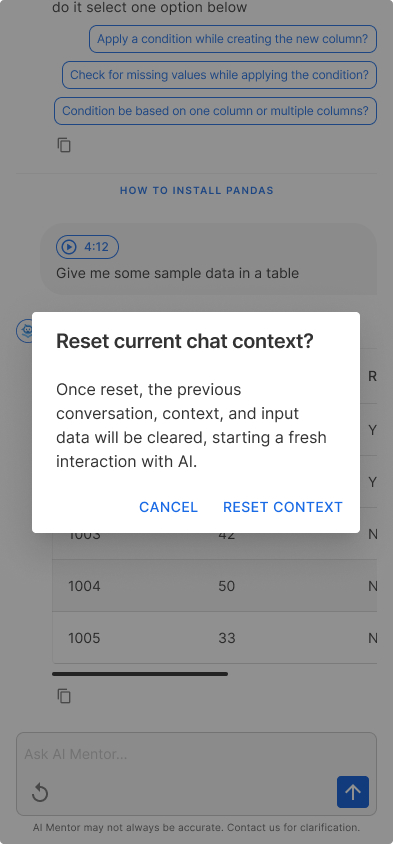 do it select one option below
Apply a condition while creating the new column?
Check for missing values while applying the condition?
Condition be based on one column or multiple columns?
HOW TO INSTALL PANDAS
4:12
Give me some sample data in a table
R
Reset current chat context?
Once reset, the previous
conversation, context, and input
data will be cleared, starting a fresh
interaction with AI.
Y
Y
CANCEL RESET CONTEXT
1003 42 N
1004 50 N
1005 33 N
Ask AI Mentor...
AI Mentor may not always be accurate. Contact us for clarification.